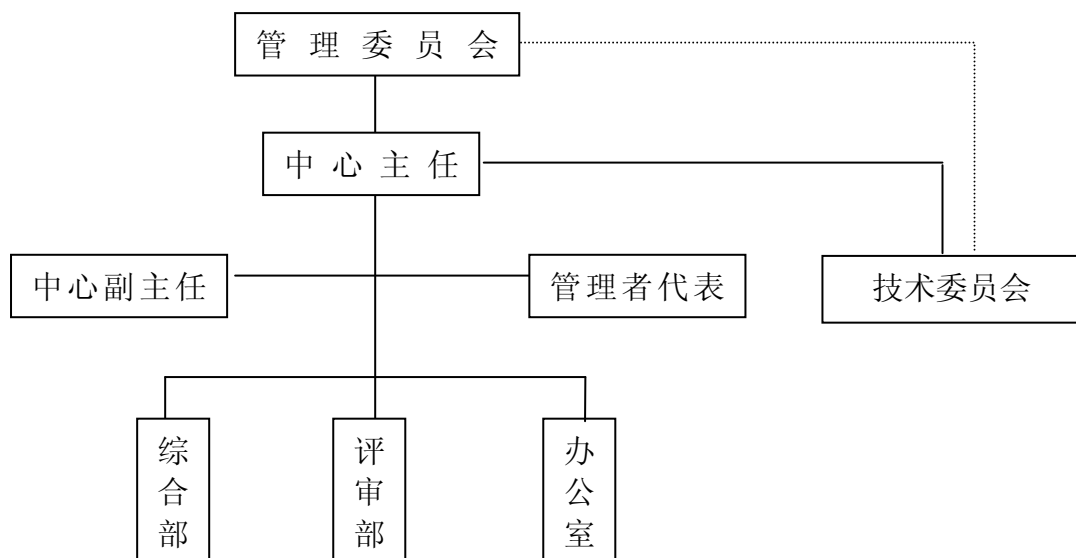 管理委员会
中心主任
中心副主任
管理者代表
技术委员会
综合部
评审部
办公室